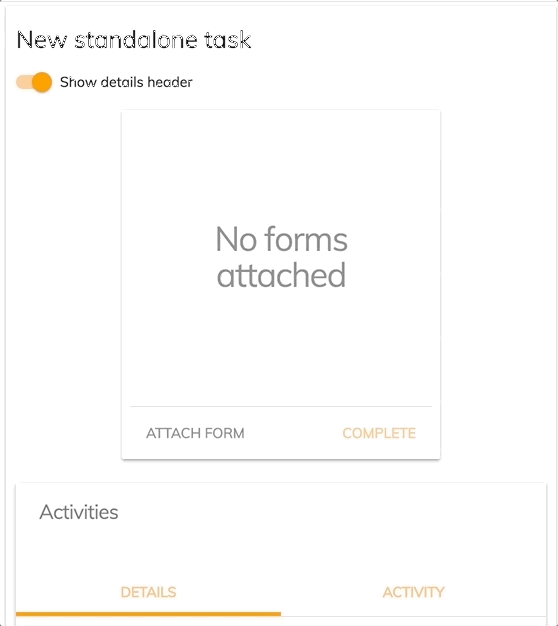 New standalone task
Show details header
No forms
attached
ATTACH FORM
COMPLETE
Activities
DETAILS
ACTIVITY